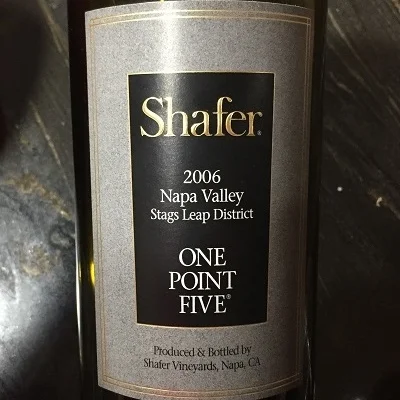 Shafer®
2006
Napa Valley
Stags Leap District
ONE
POINT
FIVE®
Produced & Bottled by
Shafer Vineyards, Napa, CA